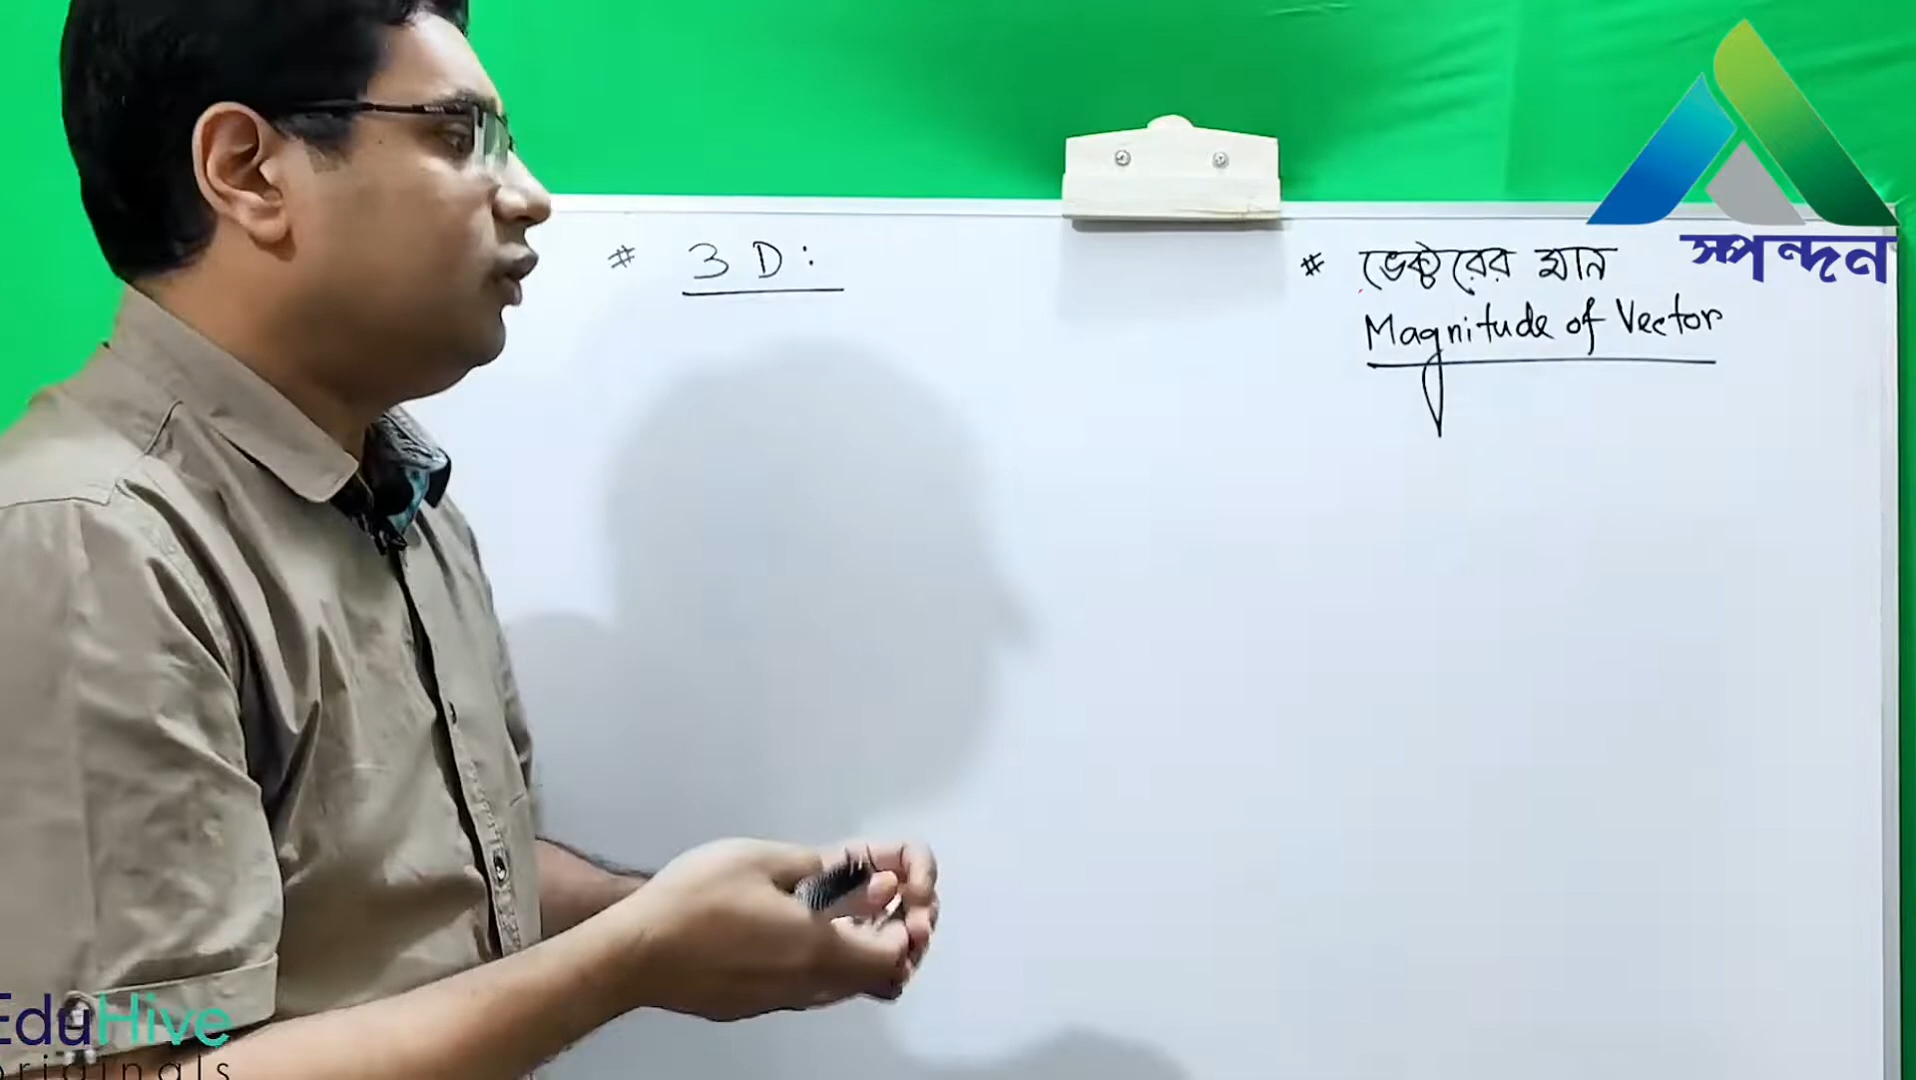 # 3D:
# ভেক্টরের মান
Magnitude of Vector
স্পন্দন
EduHive
originals